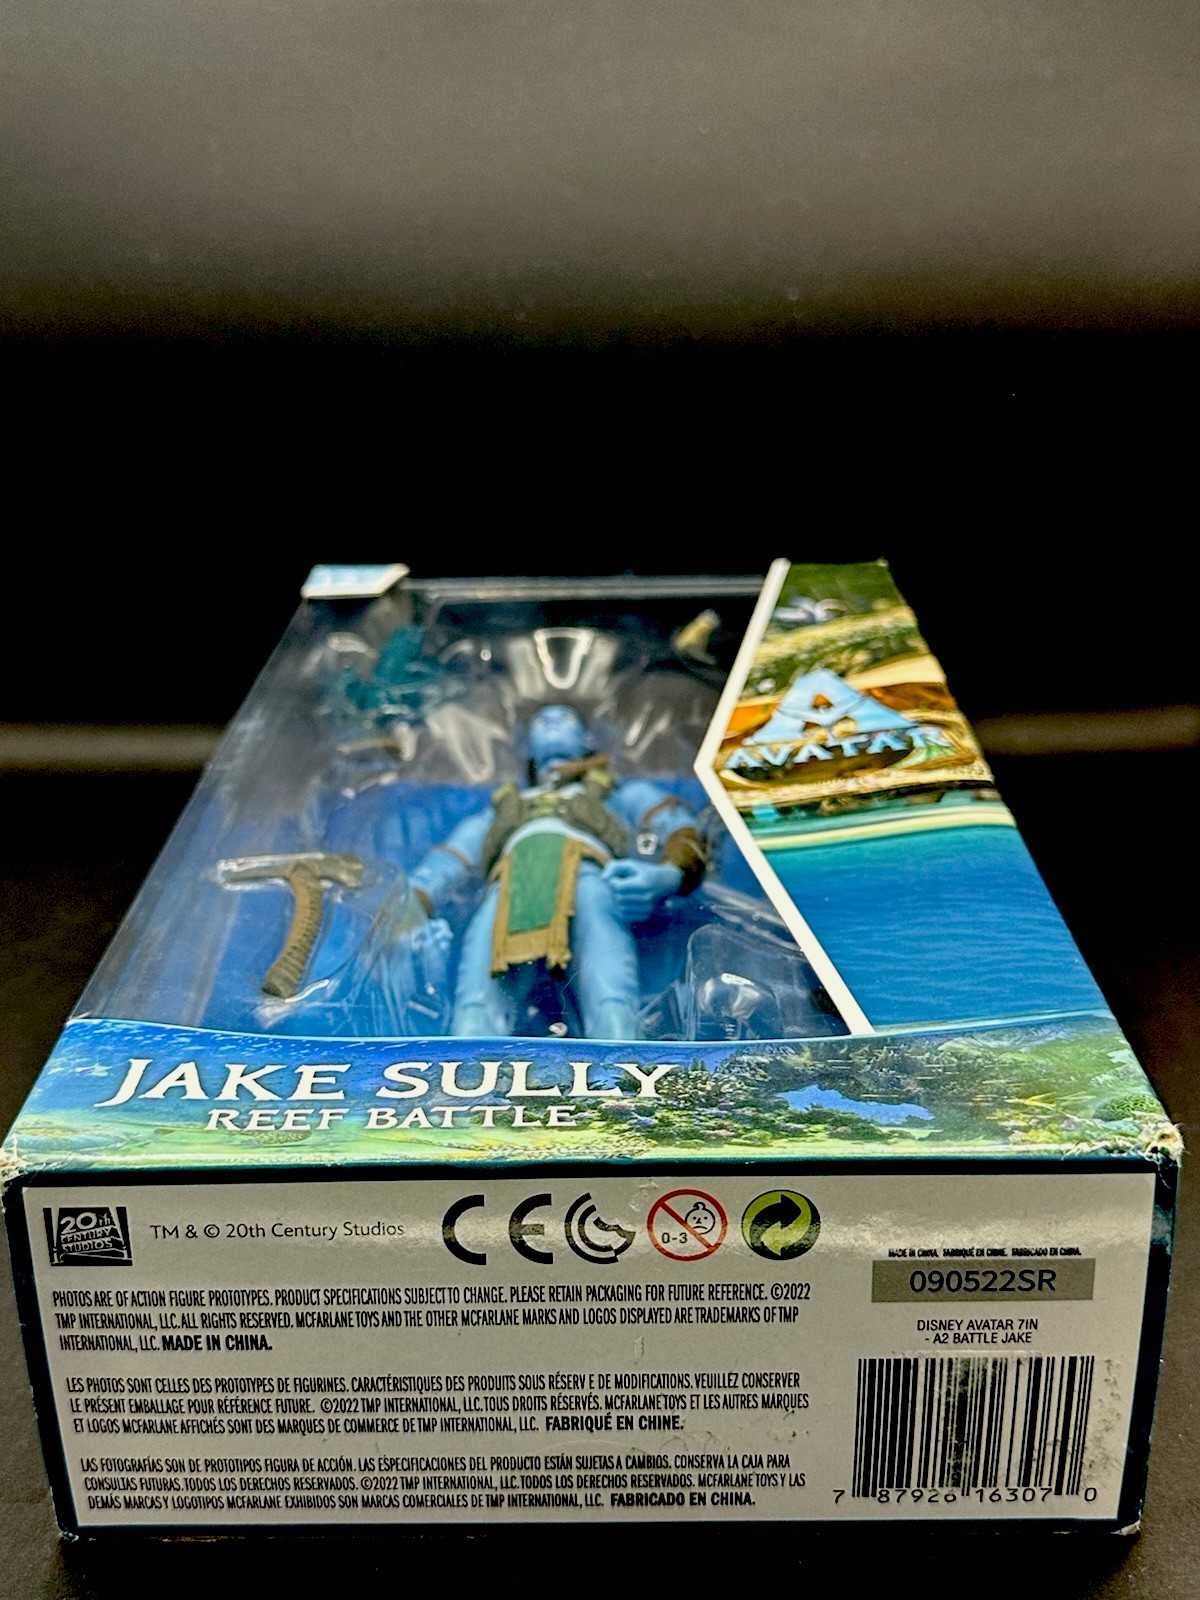 AVATAR
JAKE SULLY
REEF BATTLE
20th
CENTURY
STUDIOS
TM & © 20th Century Studios
CE
0-3
PHOTOS ARE OF ACTION FIGURE PROTOTYPES. PRODUCT SPECIFICATIONS SUBJECT TO CHANGE. PLEASE RETAIN PACKAGING FOR FUTURE REFERENCE. ©2022
TMP INTERNATIONAL, LLC. ALL RIGHTS RESERVED. MCFARLANE TOYS AND THE OTHER MCFARLANE MARKS AND LOGOS DISPLAYED ARE TRADEMARKS OF TMP
INTERNATIONAL, LLC. MADE IN CHINA.
LES PHOTOS SONT CELLES DES PROTOTYPES DE FIGURINES. CARACTÉRISTIQUES DES PRODUITS SOUS RÉSERV E DE MODIFICATIONS. VEUILLÉZ CONSERVER
LE PRÉSENT EMBALLAGE POUR RÉFÉRENCE FUTURE. ©2022 TMP INTERNATIONAL, LLC. TOUS DROITS RÉSERVÉS. MCFARLANE TOYS ET LES AUTRES MARQUES
ET LOGOS MCFARLANE AFFICHÉS SONT DES MARQUES DE COMMERCE DE TMP INTERNATIONAL, LLC. FABRIQUÉ EN CHINE.
LAS FOTOGRAFÍAS SON DE PROTOTIPOS FIGURA DE ACCIÓN. LAS ESPECIFICACIONES DEL PRODUCTO ESTÁN SUJETAS A CAMBIOS. CONSERVA LA CAJA PARA
CONSULTAS FUTURAS. TODOS LOS DERECHOS RESERVADOS. ©2022 TMP INTERNATIONAL, LLC. TODOS LOS DERECHOS RESERVADOS. MCFARLANE TOYS Y LAS
DEMÁS MARCAS Y LOGOTIPOS MCFARLANE EXHIBIDOS SON MARCAS COMERCIALES DE TMP INTERNATIONAL, LLC. FABRICADO EN CHINA.
MADE IN CHINA. FABRIQUÉ EN CHINE. FABRICADO EN CHINA.
090522SR
DISNEY AVATAR 7IN
- A2 BATTLE JAKE
7 87926 16307 0